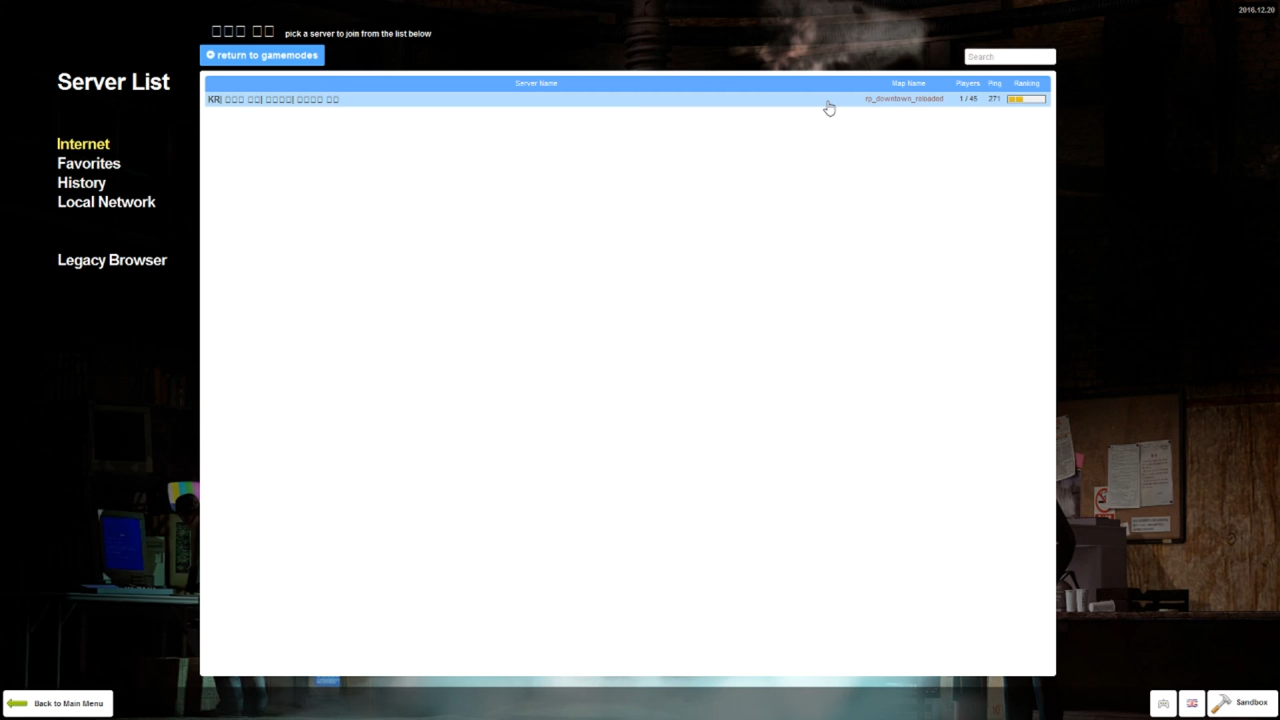 2016.12.20
pick a server to join from the list below
return to gamemodes
Search
Server List
Server Name Map Name Players Ping Ranking
KR| rp_downtown_reloaded 1 / 45 271
Internet
Favorites
History
Local Network
Legacy Browser
Back to Main Menu
Sandbox